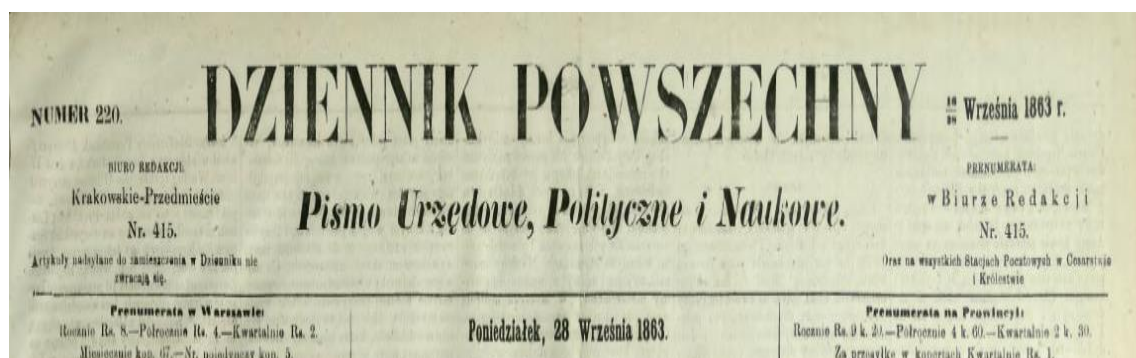 NUMER 220.
DZIENNIK POWSZECHNY
16/28 Września 1863 r.
BIURO REDAKCJI:
Krakowskie-Przedmieście
Nr. 415.
Artykuły nadsyłane do zamieszczenia w Dzienniku nie
zwracają się.
Pismo Urzędowe, Polityczne i Naukowe.
PRENUMERATA:
w Biurze Redakcji
Nr. 415.
Oraz na wszystkich Stacjach Pocztowych w Cesarstwie
i Królestwie
Prenumerata w Warszawie:
Rocznie Rs. 8.—Półrocznie Rs. 4.—Kwartalnie Rs. 2.
Miesięcznie kop. 67.—Nr. pojedynczy kop. 5.
Poniedziałek, 28 Września 1863.
Prenumerata na Prowincyi:
Rocznie Rs. 9 k. 20.—Półrocznie 4 k. 60.—Kwartalnie 2 k. 30.
Za przesyłkę w kopertach Kwartalnie Rs. 1.